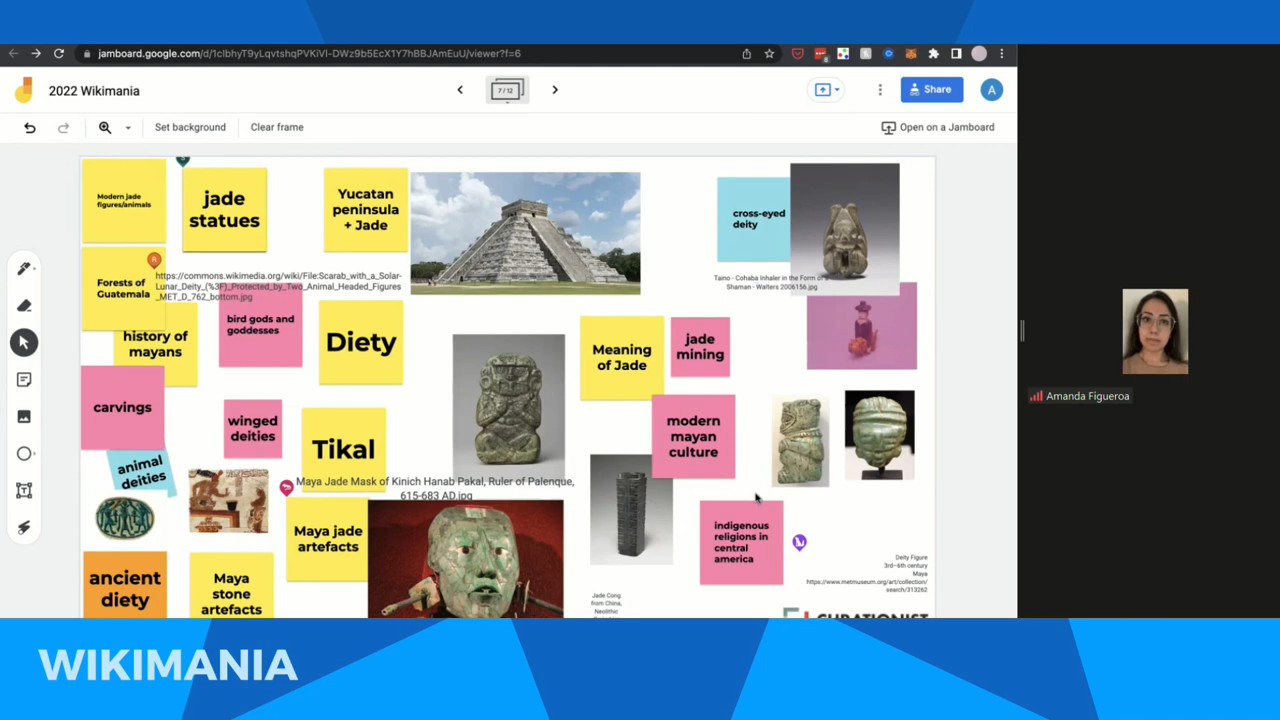 jamboard.google.com/d/1cIbhyT9yLqvtshqPVKiVl-DWz9b5EcX1Y7hBBJAmEuU/viewer?f=6
2022 Wikimania
7 / 12
Share
A
Set background
Clear frame
Open on a Jamboard
Modern jade
figures/animals
jade
statues
Yucatan
peninsula
+ Jade
cross-eyed
deity
Taino - Cohaba Inhaler in the Form of a
Shaman - Walters 2006156.jpg
Forests of
Guatemala
R
https://commons.wikimedia.org/wiki/File:Scarab_with_a_Solar-
Lunar_Deity_(%3F)_Protected_by_Two_Animal_Headed_Figures
_MET_D_762_bottom.jpg
history of
mayans
bird gods and
goddesses
Diety
Meaning
of Jade
jade
mining
carvings
winged
deities
Tikal
modern
mayan
culture
animal
deities
Maya Jade Mask of Kinich Hanab Pakal, Ruler of Palenque,
615-683 AD.jpg
Maya jade
artefacts
indigenous
religions in
central
america
ancient
diety
Maya
stone
artefacts
Jade Cong
from China,
Neolithic
Deity Figure
3rd–6th century
Maya
https://www.metmuseum.org/art/collection/
search/313262
CURATIONIST
Amanda Figueroa
WIKIMANIA